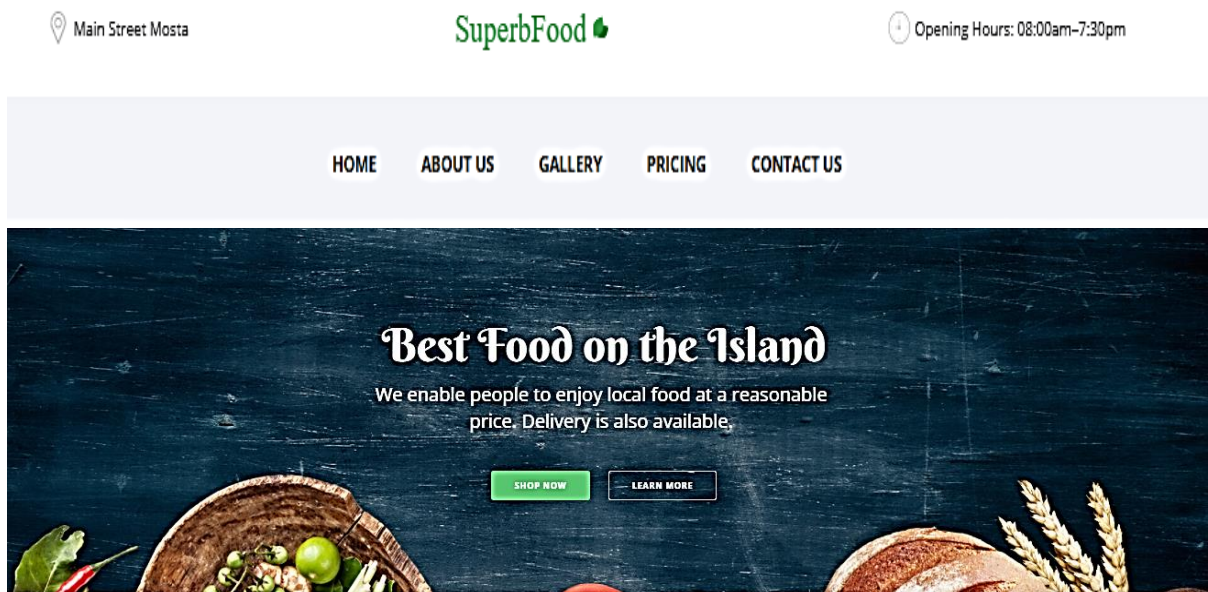 Main Street Mosta
SuperbFood
Opening Hours: 08:00am–7:30pm
HOME ABOUT US GALLERY PRICING CONTACT US
Best Food on the Island
We enable people to enjoy local food at a reasonable
price. Delivery is also available.
SHOP NOW LEARN MORE